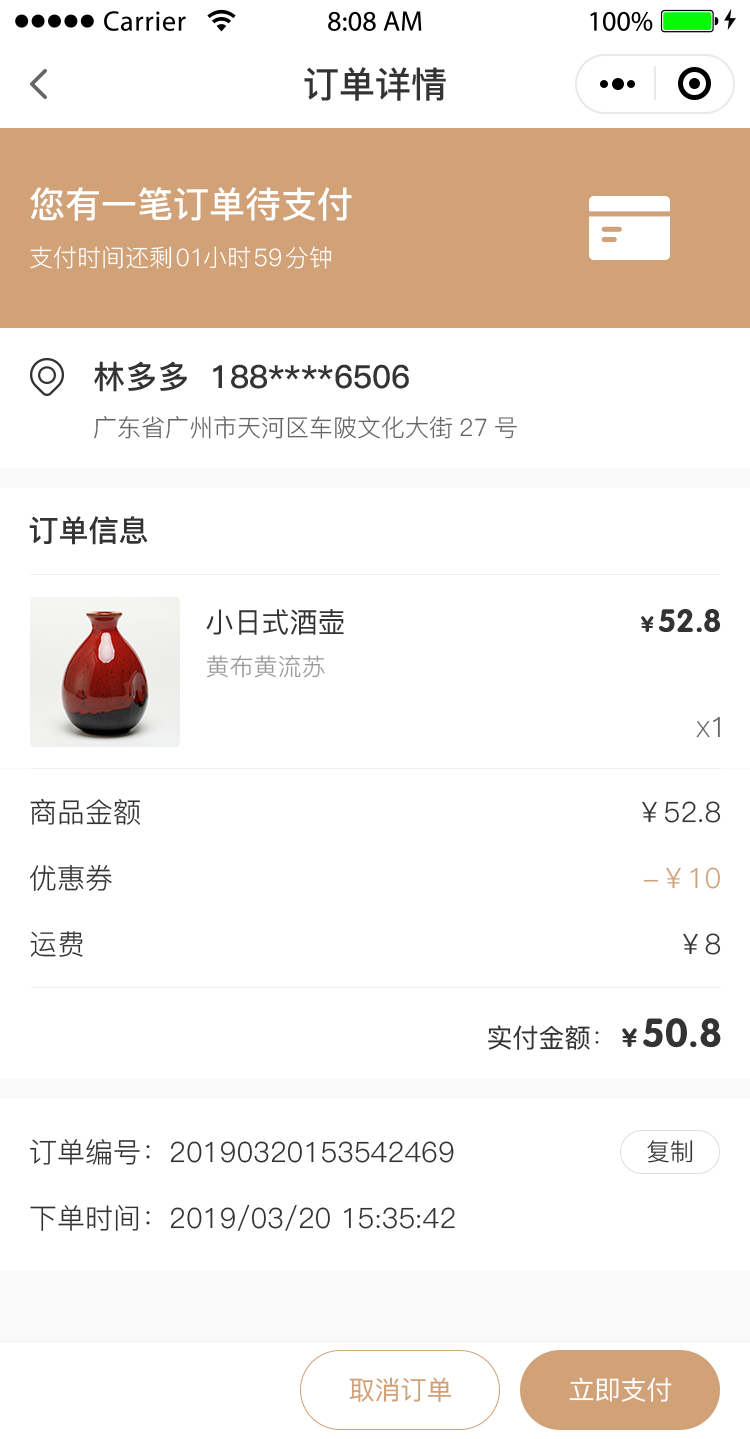 Carrier 8:08 AM 100%
订单详情
您有一笔订单待支付
支付时间还剩01小时59分钟
林多多 188****6506
广东省广州市天河区车陂文化大街 27 号
订单信息
小日式酒壶 ¥52.8
黄布黄流苏
x1
商品金额 ¥52.8
优惠券 –¥10
运费 ¥8
实付金额: ¥50.8
订单编号: 20190320153542469 复制
下单时间: 2019/03/20 15:35:42
取消订单 立即支付